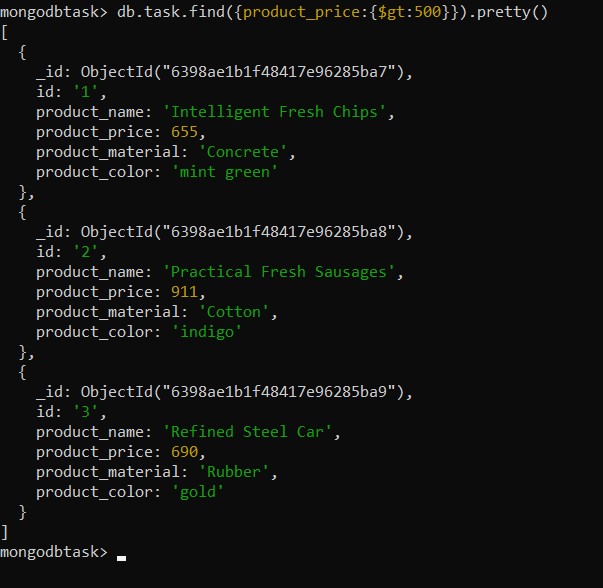 mongodbtask> db.task.find({product_price:{$gt:500}}).pretty()
[
  {
    _id: ObjectId("6398ae1b1f48417e96285ba7"),
    id: '1',
    product_name: 'Intelligent Fresh Chips',
    product_price: 655,
    product_material: 'Concrete',
    product_color: 'mint green'
  },
  {
    _id: ObjectId("6398ae1b1f48417e96285ba8"),
    id: '2',
    product_name: 'Practical Fresh Sausages',
    product_price: 911,
    product_material: 'Cotton',
    product_color: 'indigo'
  },
  {
    _id: ObjectId("6398ae1b1f48417e96285ba9"),
    id: '3',
    product_name: 'Refined Steel Car',
    product_price: 690,
    product_material: 'Rubber',
    product_color: 'gold'
  }
]
mongodbtask>